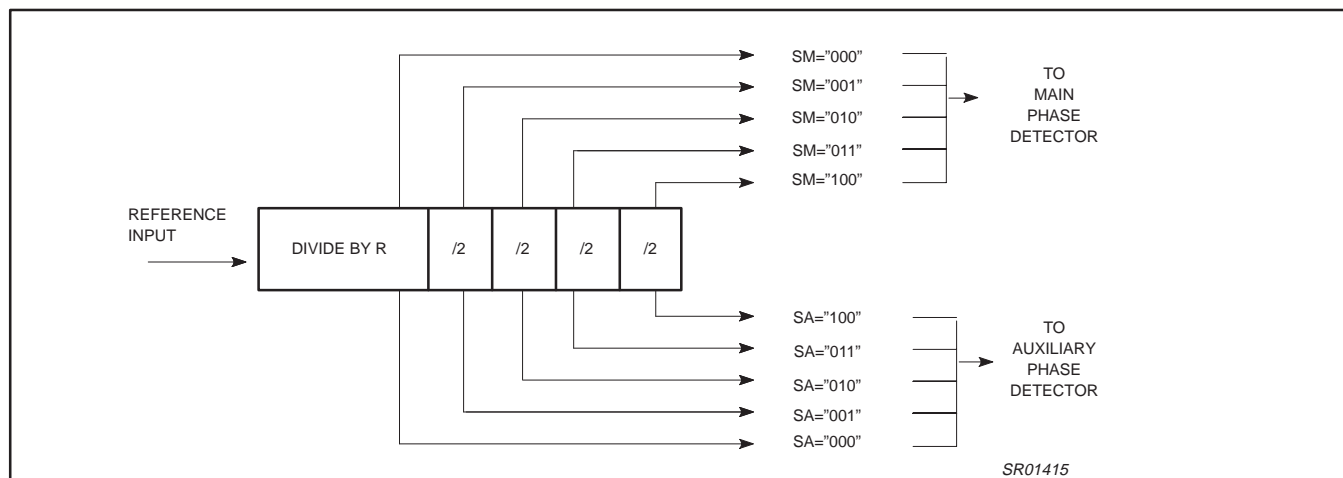 SM=”000”
SM=”001”
SM=”010”
SM=”011”
SM=”100”
TO
MAIN
PHASE
DETECTOR
REFERENCE
INPUT
DIVIDE BY R
/2
/2
/2
/2
SA=”100”
SA=”011”
SA=”010”
SA=”001”
SA=”000”
TO
AUXILIARY
PHASE
DETECTOR
SR01415